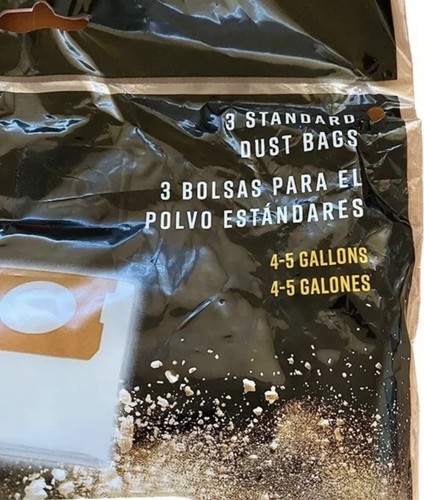 3 STANDARD
DUST BAGS
3 BOLSAS PARA EL
POLVO ESTÁNDARES
4-5 GALLONS
4-5 GALONES